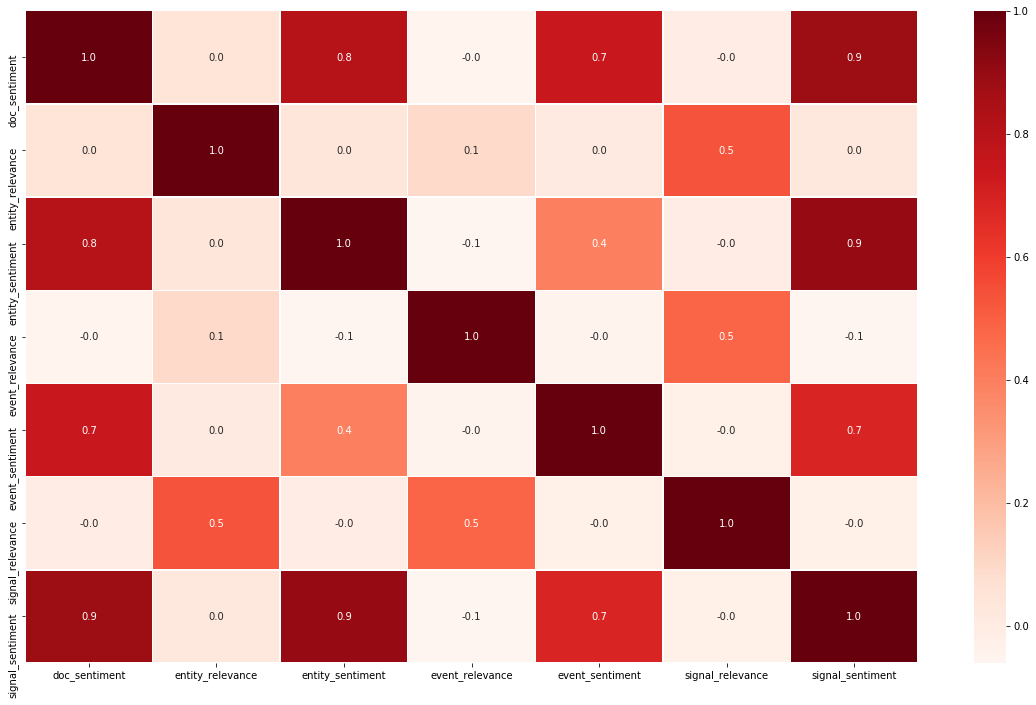 doc_sentiment 1.0 0.0 0.8 -0.0 0.7 -0.0 0.9
entity_relevance 0.0 1.0 0.0 0.1 0.0 0.5 0.0
entity_sentiment 0.8 0.0 1.0 -0.1 0.4 -0.0 0.9
event_relevance -0.0 0.1 -0.1 1.0 -0.0 0.5 -0.1
event_sentiment 0.7 0.0 0.4 -0.0 1.0 -0.0 0.7
signal_relevance -0.0 0.5 -0.0 0.5 -0.0 1.0 -0.0
signal_sentiment 0.9 0.0 0.9 -0.1 0.7 -0.0 1.0
doc_sentiment entity_relevance entity_sentiment event_relevance event_sentiment signal_relevance signal_sentiment
1.0
0.8
0.6
0.4
0.2
0.0